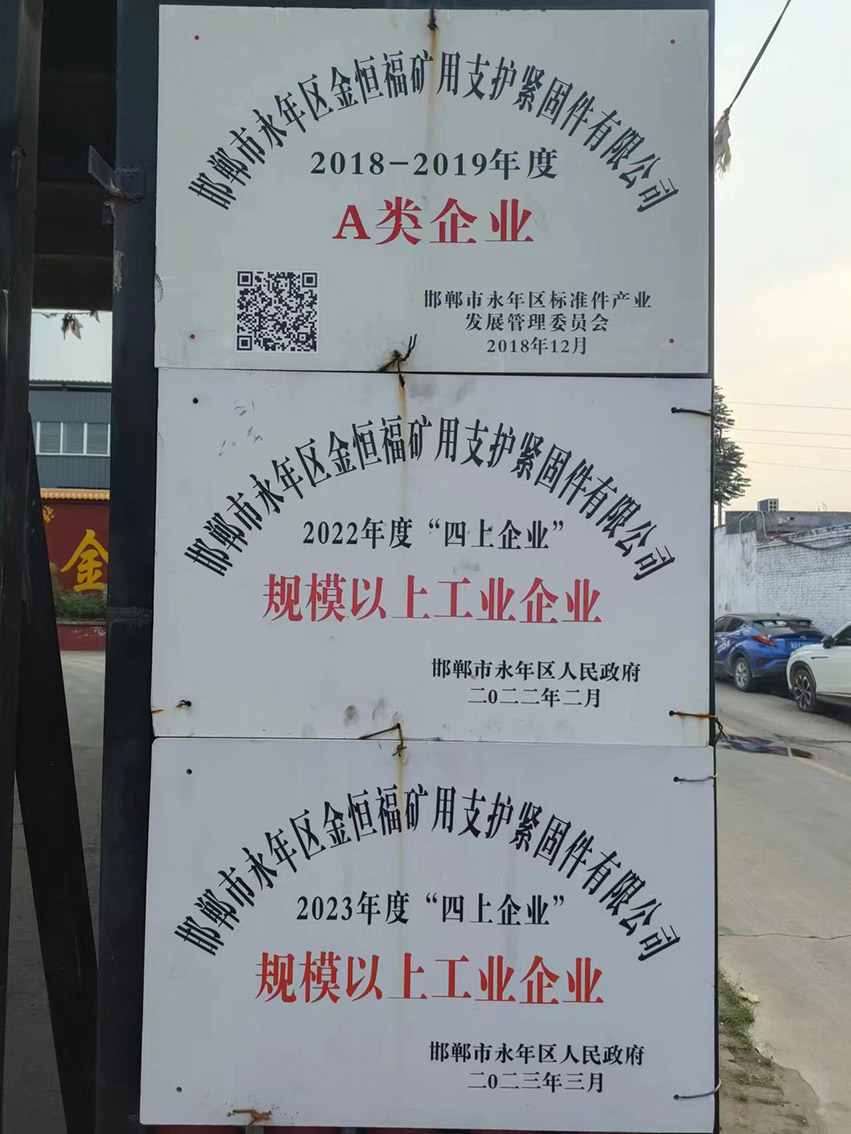 邯郸市永年区金恒福矿用支护紧固件有限公司
2018-2019年度
A类企业
邯郸市永年区标准件产业
发展管理委员会
2018年12月
邯郸市永年区金恒福矿用支护紧固件有限公司
2022年度“四上企业”
规模以上工业企业
邯郸市永年区人民政府
二0二二年二月
邯郸市永年区金恒福矿用支护紧固件有限公司
2023年度“四上企业”
规模以上工业企业
邯郸市永年区人民政府
二0二三年三月
金